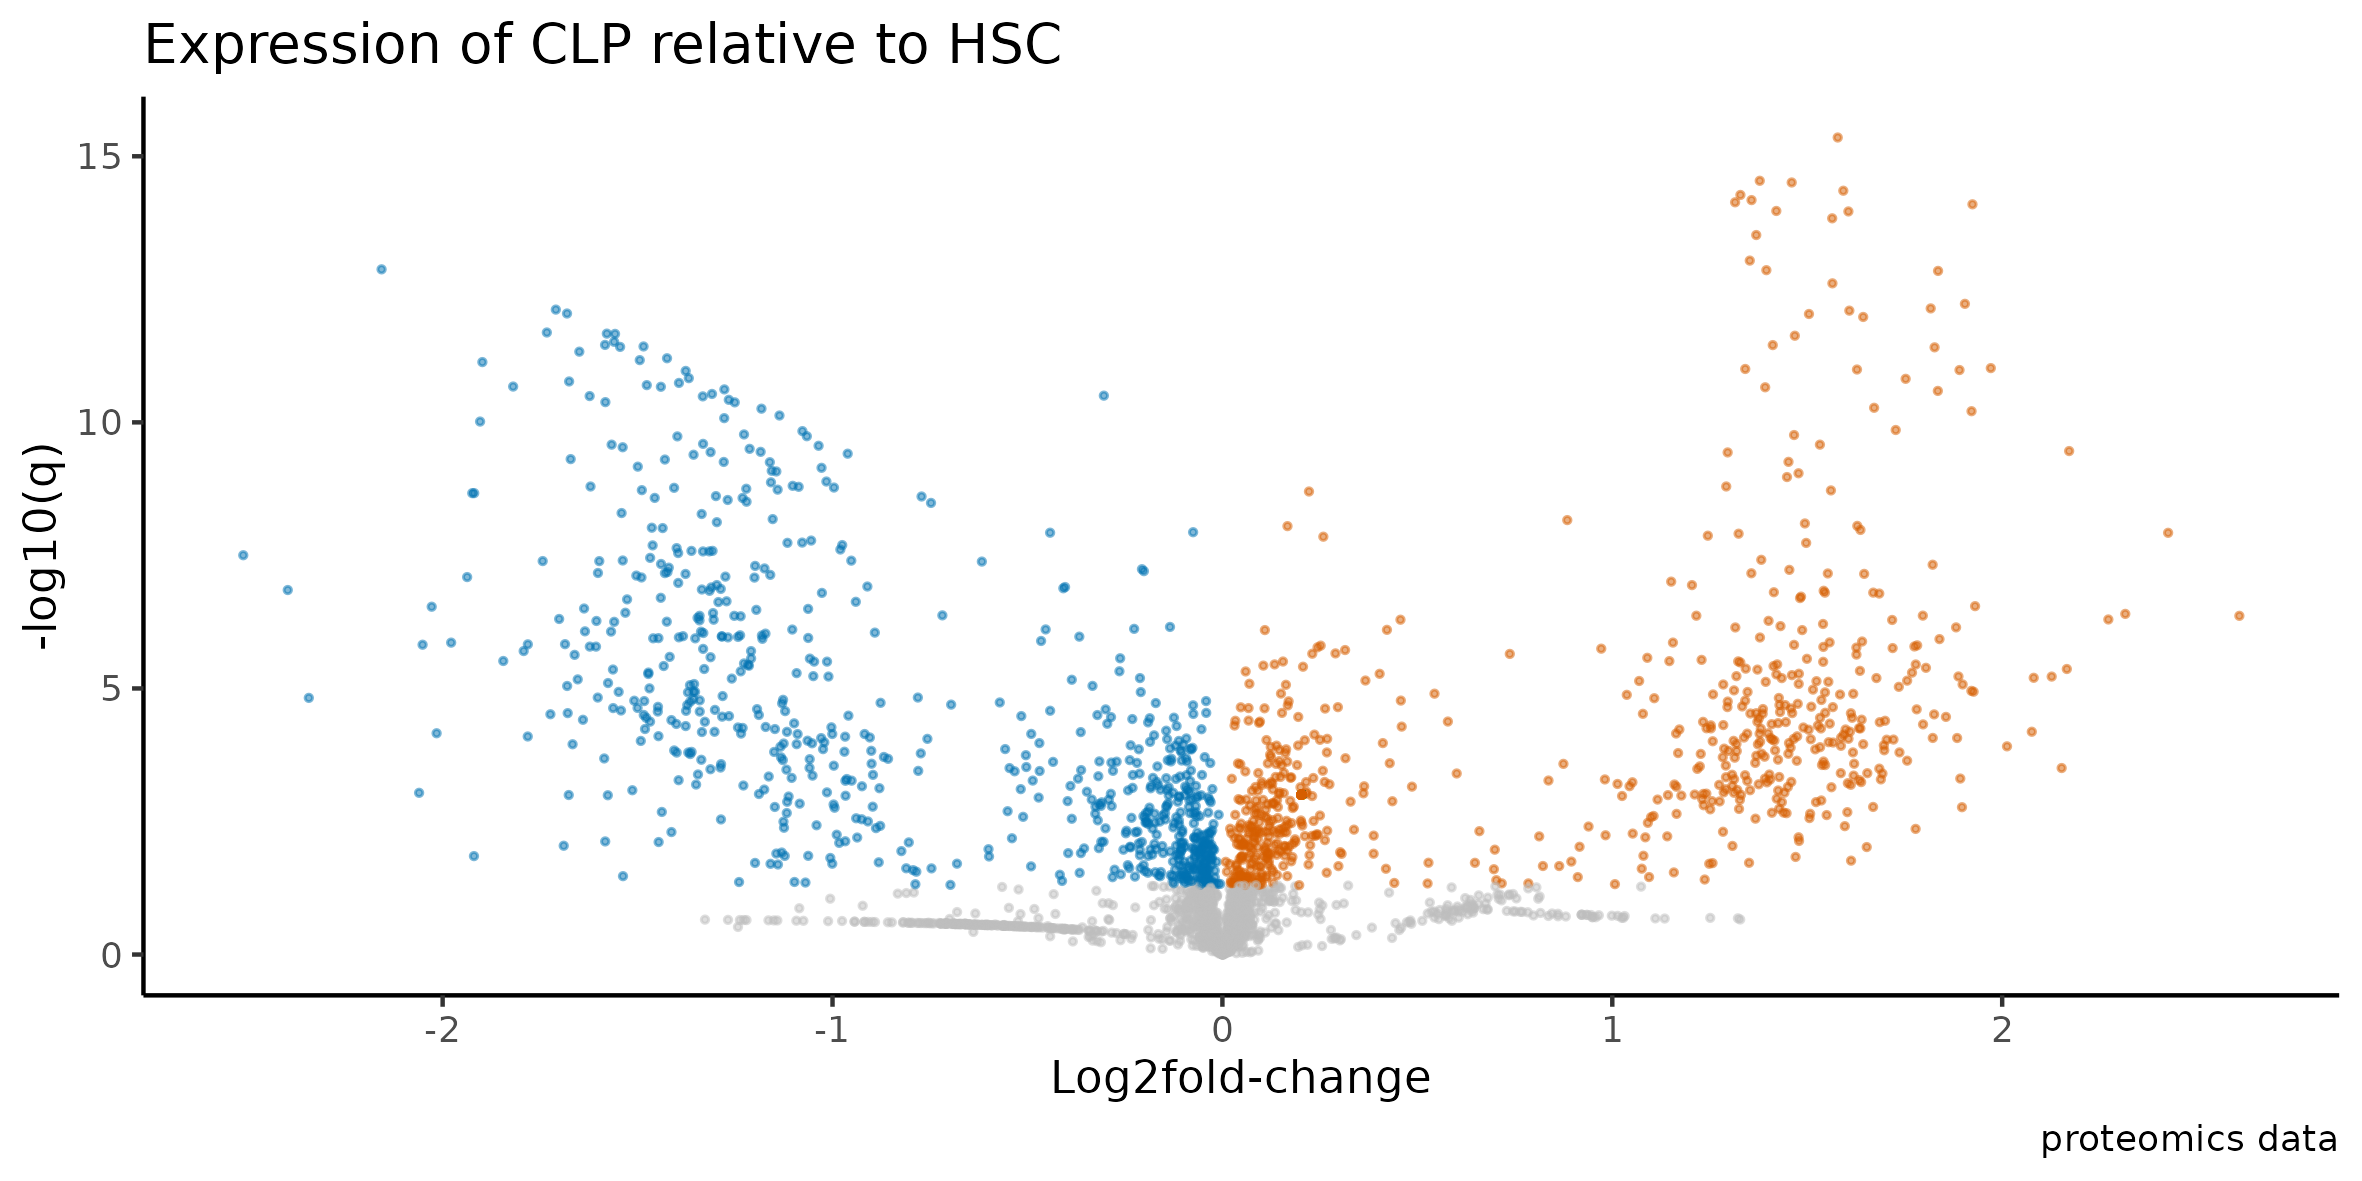 Expression of CLP relative to HSC
15
10
5
0
-log10(q)
-2 -1 0 1 2
Log2fold-change
proteomics data